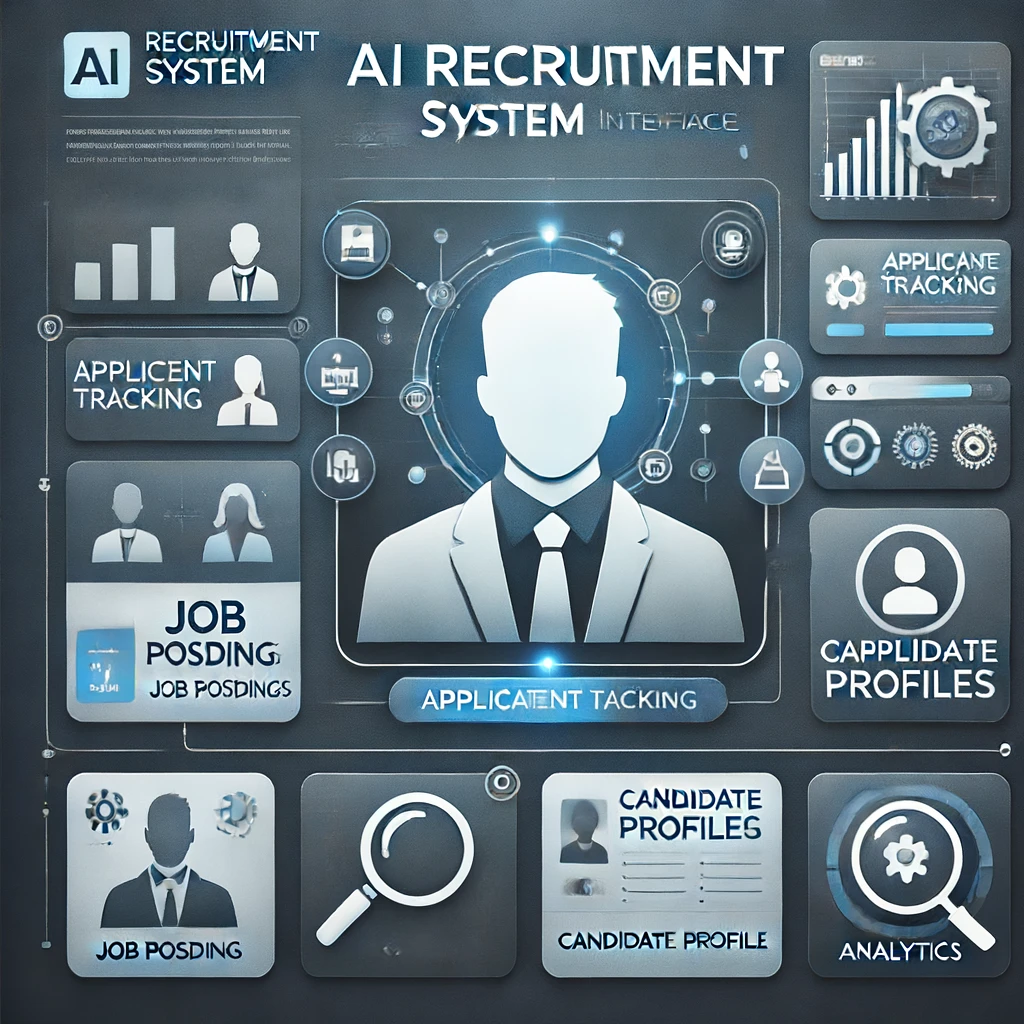 AI
RECRUITMENT
SYSTEM
AI RECRUITMENT
SYSTEM INTEFIACE
APPLICANE
TRACKING
APPLICENT
TRACKING
JOB
POSDING
JOB POSDINGS
APPLICATENT TACKING
CAPPLIDATE
PROFILES
JOB POSDING
CANDIDATE
PROFILES
CANDIDATE PROFILE
ANALYTICS